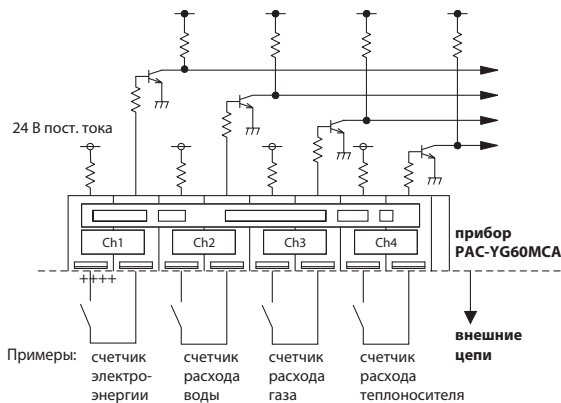 24 В пост. тока
Ch1
Ch2
Ch3
Ch4
прибор
PAC-YG60MCA
++++
внешние
цепи
Примеры:
счетчик
электро-
энергии
счетчик
расхода
воды
счетчик
расхода
газа
счетчик
расхода
теплоносителя